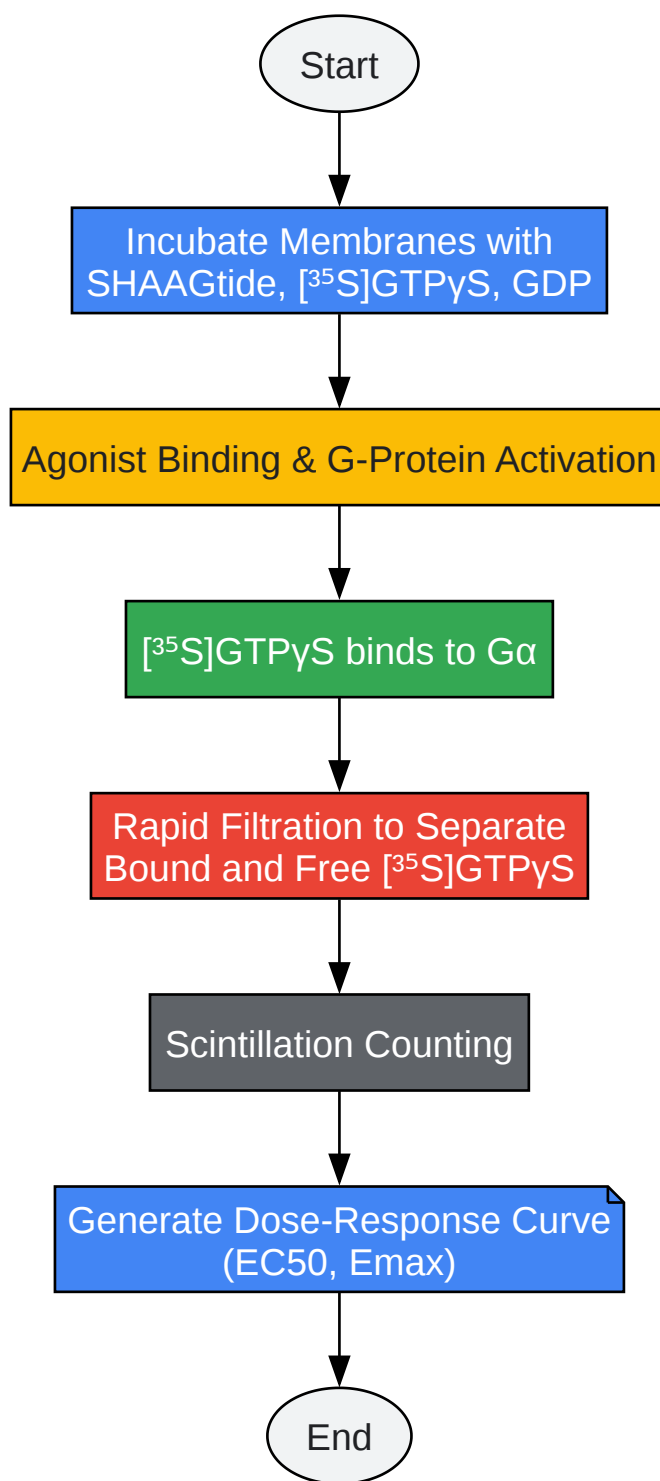 Start
Incubate Membranes with
SHAAGtide, [³⁵S]GTPγS, GDP
Agonist Binding & G-Protein Activation
[³⁵S]GTPγS binds to Gα
Rapid Filtration to Separate
Bound and Free [³⁵S]GTPγS
Scintillation Counting
Generate Dose-Response Curve
(EC50, Emax)
End